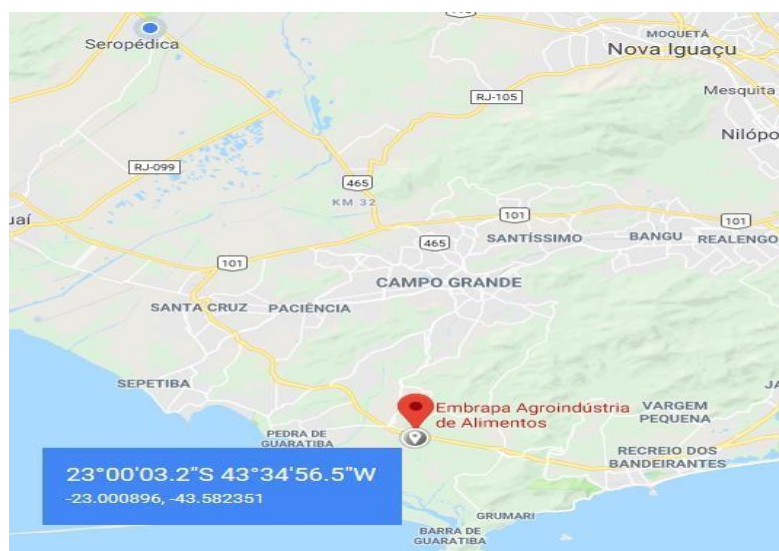 Seropédica
MOQUETÁ
Nova Iguaçu
Mesquita
RJ-105
Nilópo
RJ-099
465
KM 32
uaí
101
465
101
SANTÍSSIMO
BANGU
REALENGO
101
CAMPO GRANDE
SANTA CRUZ
PACIÊNCIA
SEPETIBA
JA
Embrapa Agroindústria
de Alimentos
VARGEM
PEQUENA
PEDRA DE
GUARATIBA
RECREIO DOS
BANDEIRANTES
23°00'03.2"S 43°34'56.5"W
-23.000896, -43.582351
GRUMARI
BARRA DE
GUARATIBA